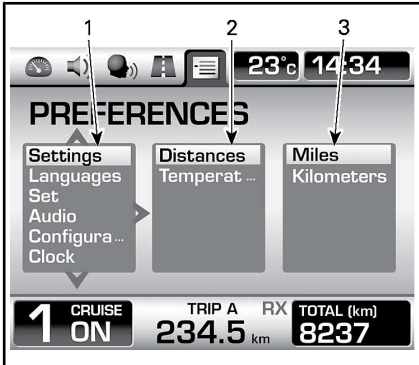 1 2 3
23°c 14:34
PREFERENCES
Settings Distances Miles
Languages Temperat ... Kilometers
Set
Audio
Configura ...
Clock
1 CRUISE ON TRIP A 234.5 km RX TOTAL (km) 8237